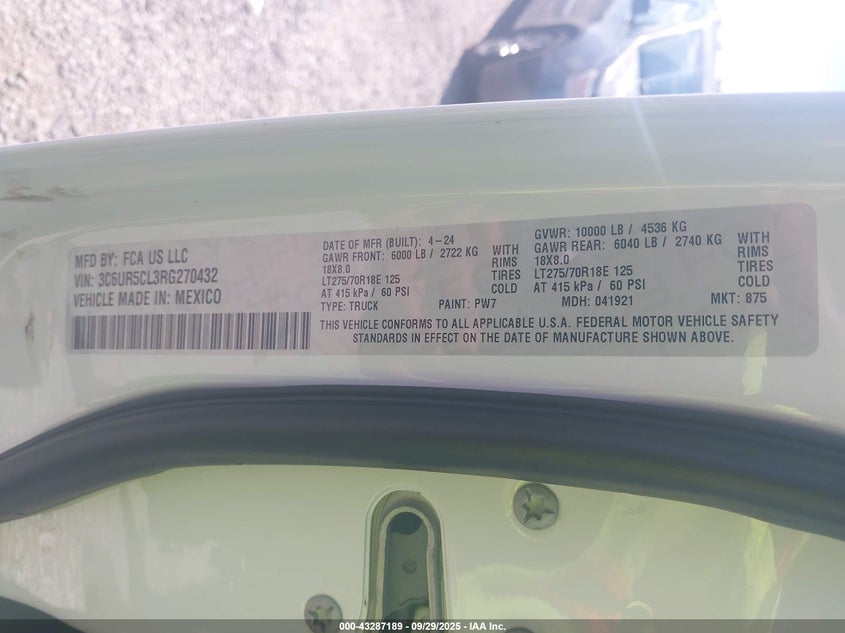 MFD BY: FCA US LLC
VIN: 3C6UR5CL3RG270432
VEHICLE MADE IN: MEXICO
DATE OF MFR (BUILT): 4-24
GAWR FRONT: 6000 LB / 2722 KG
18X8.0
LT275/70R18E 125
AT 415 kPa / 60 PSI
TYPE: TRUCK
WITH
RIMS
TIRES
COLD
PAINT: PW7
GVWR: 10000 LB / 4536 KG
GAWR REAR: 6040 LB / 2740 KG
18X8.0
LT275/70R18E 125
AT 415 kPa / 60 PSI
WITH
RIMS
TIRES
COLD
MDH: 041921
MKT: 875
THIS VEHICLE CONFORMS TO ALL APPLICABLE U.S.A. FEDERAL MOTOR VEHICLE SAFETY
STANDARDS IN EFFECT ON THE DATE OF MANUFACTURE SHOWN ABOVE.
000-43287189 - 09/29/2025 - IAA Inc.